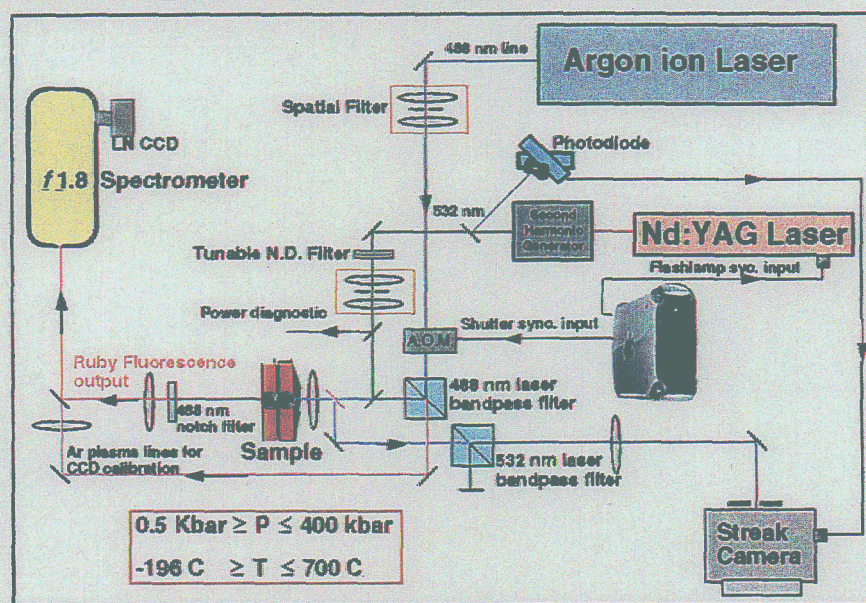 488 nm line
Argon ion Laser
Spatial Filter
LN CCD
Photodiode
f1.8 Spectrometer
532 nm
Second
Harmonic
Generator
Nd:YAG Laser
Tunable N.D. Filter
Flashlamp syc. input
Power diagnostic
Shutter sync. input
A.O.M.
Ruby Fluorescence
output
488 nm
notch filter
488 nm laser
bandpass filter
Sample
Ar plasma lines for
CCD calibration
532 nm laser
bandpass filter
0.5 Kbar ≥ P ≤ 400 kbar
-196 C ≥ T ≤ 700 C
Streak
Camera